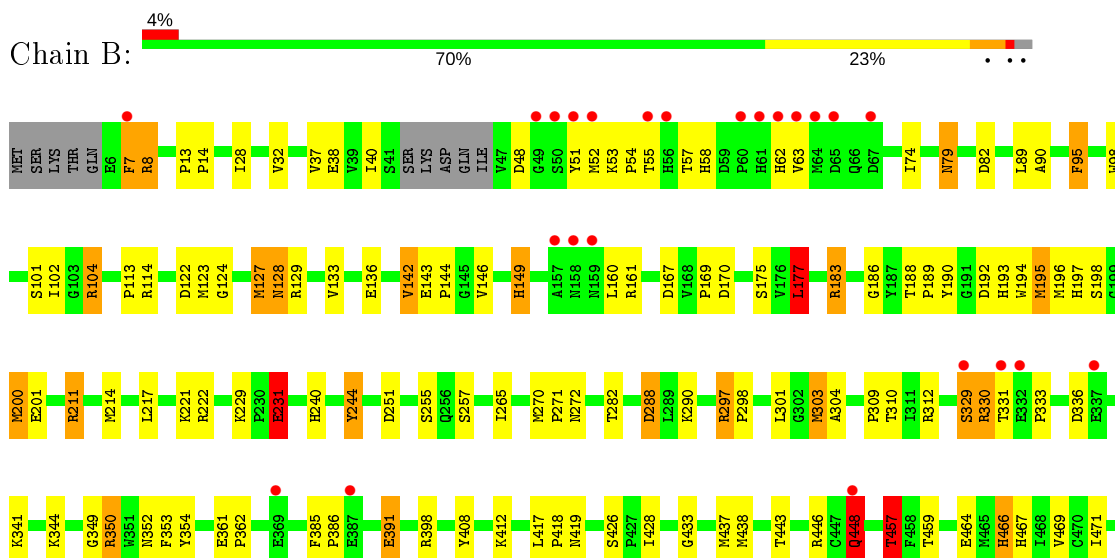 4%
Chain B:
70% 23% • • •
MET SER LYS THR GLN E6 F7 R8 P13 P14 I28 V32 V37 E38 V39 I40 S41 SER LYS ASP GLN ILE V47 D48 G49 S50 Y51 M52 K53 P54 T55 H56 T57 H58 D59 P60 H61 H62 V63 M64 D65 Q66 D67 I74 N79 D82 L89 A90 F95 W98
S101 I102 G103 R104 P113 R114 D122 M123 G124 M127 N128 R129 V133 E136 V142 E143 P144 G145 V146 H149 A157 N158 N159 L160 R161 D167 V168 P169 D170 S175 V176 L177 R183 G186 Y187 T188 P189 Y190 G191 D192 H193 W194 M195 M196 H197 S198 G199
M200 E201 R211 M214 L217 K221 R222 K229 P230 E231 H240 Y244 D251 S255 Q256 S257 I265 M270 P271 N272 T282 D288 L289 K290 R297 P298 L301 G302 M303 A304 P309 T310 I311 R312 S329 R330 T331 E332 P333 D336 E337
K341 K344 G349 R350 W351 N352 F353 Y354 E361 P362 E369 F385 P386 E387 E391 R398 Y408 K412 L417 P418 N419 S426 P427 I428 G433 M437 M438 T443 R446 C447 Q448 T457 F458 T459 E464 M465 H466 H467 I468 V469 C470 I471